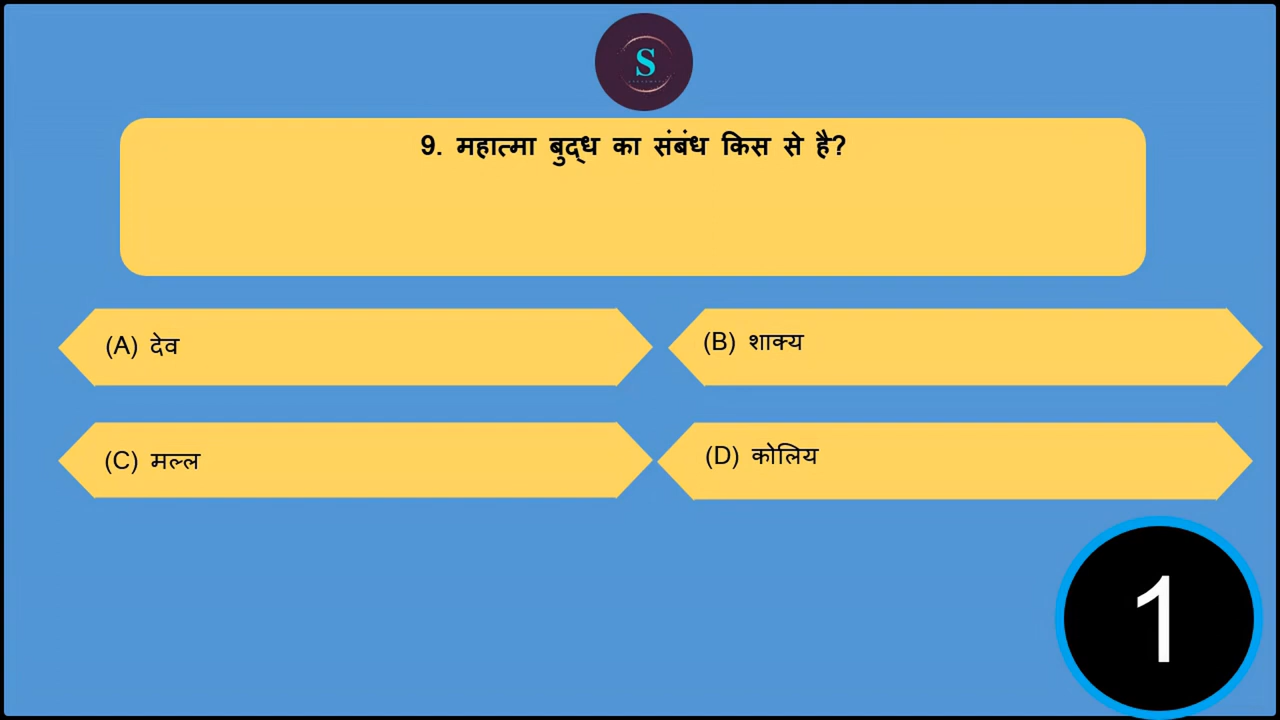 S
9. महात्मा बुद्ध का संबंध किस से है?
(A) देव
(B) शाक्य
(C) मल्ल
(D) कोलिय
1